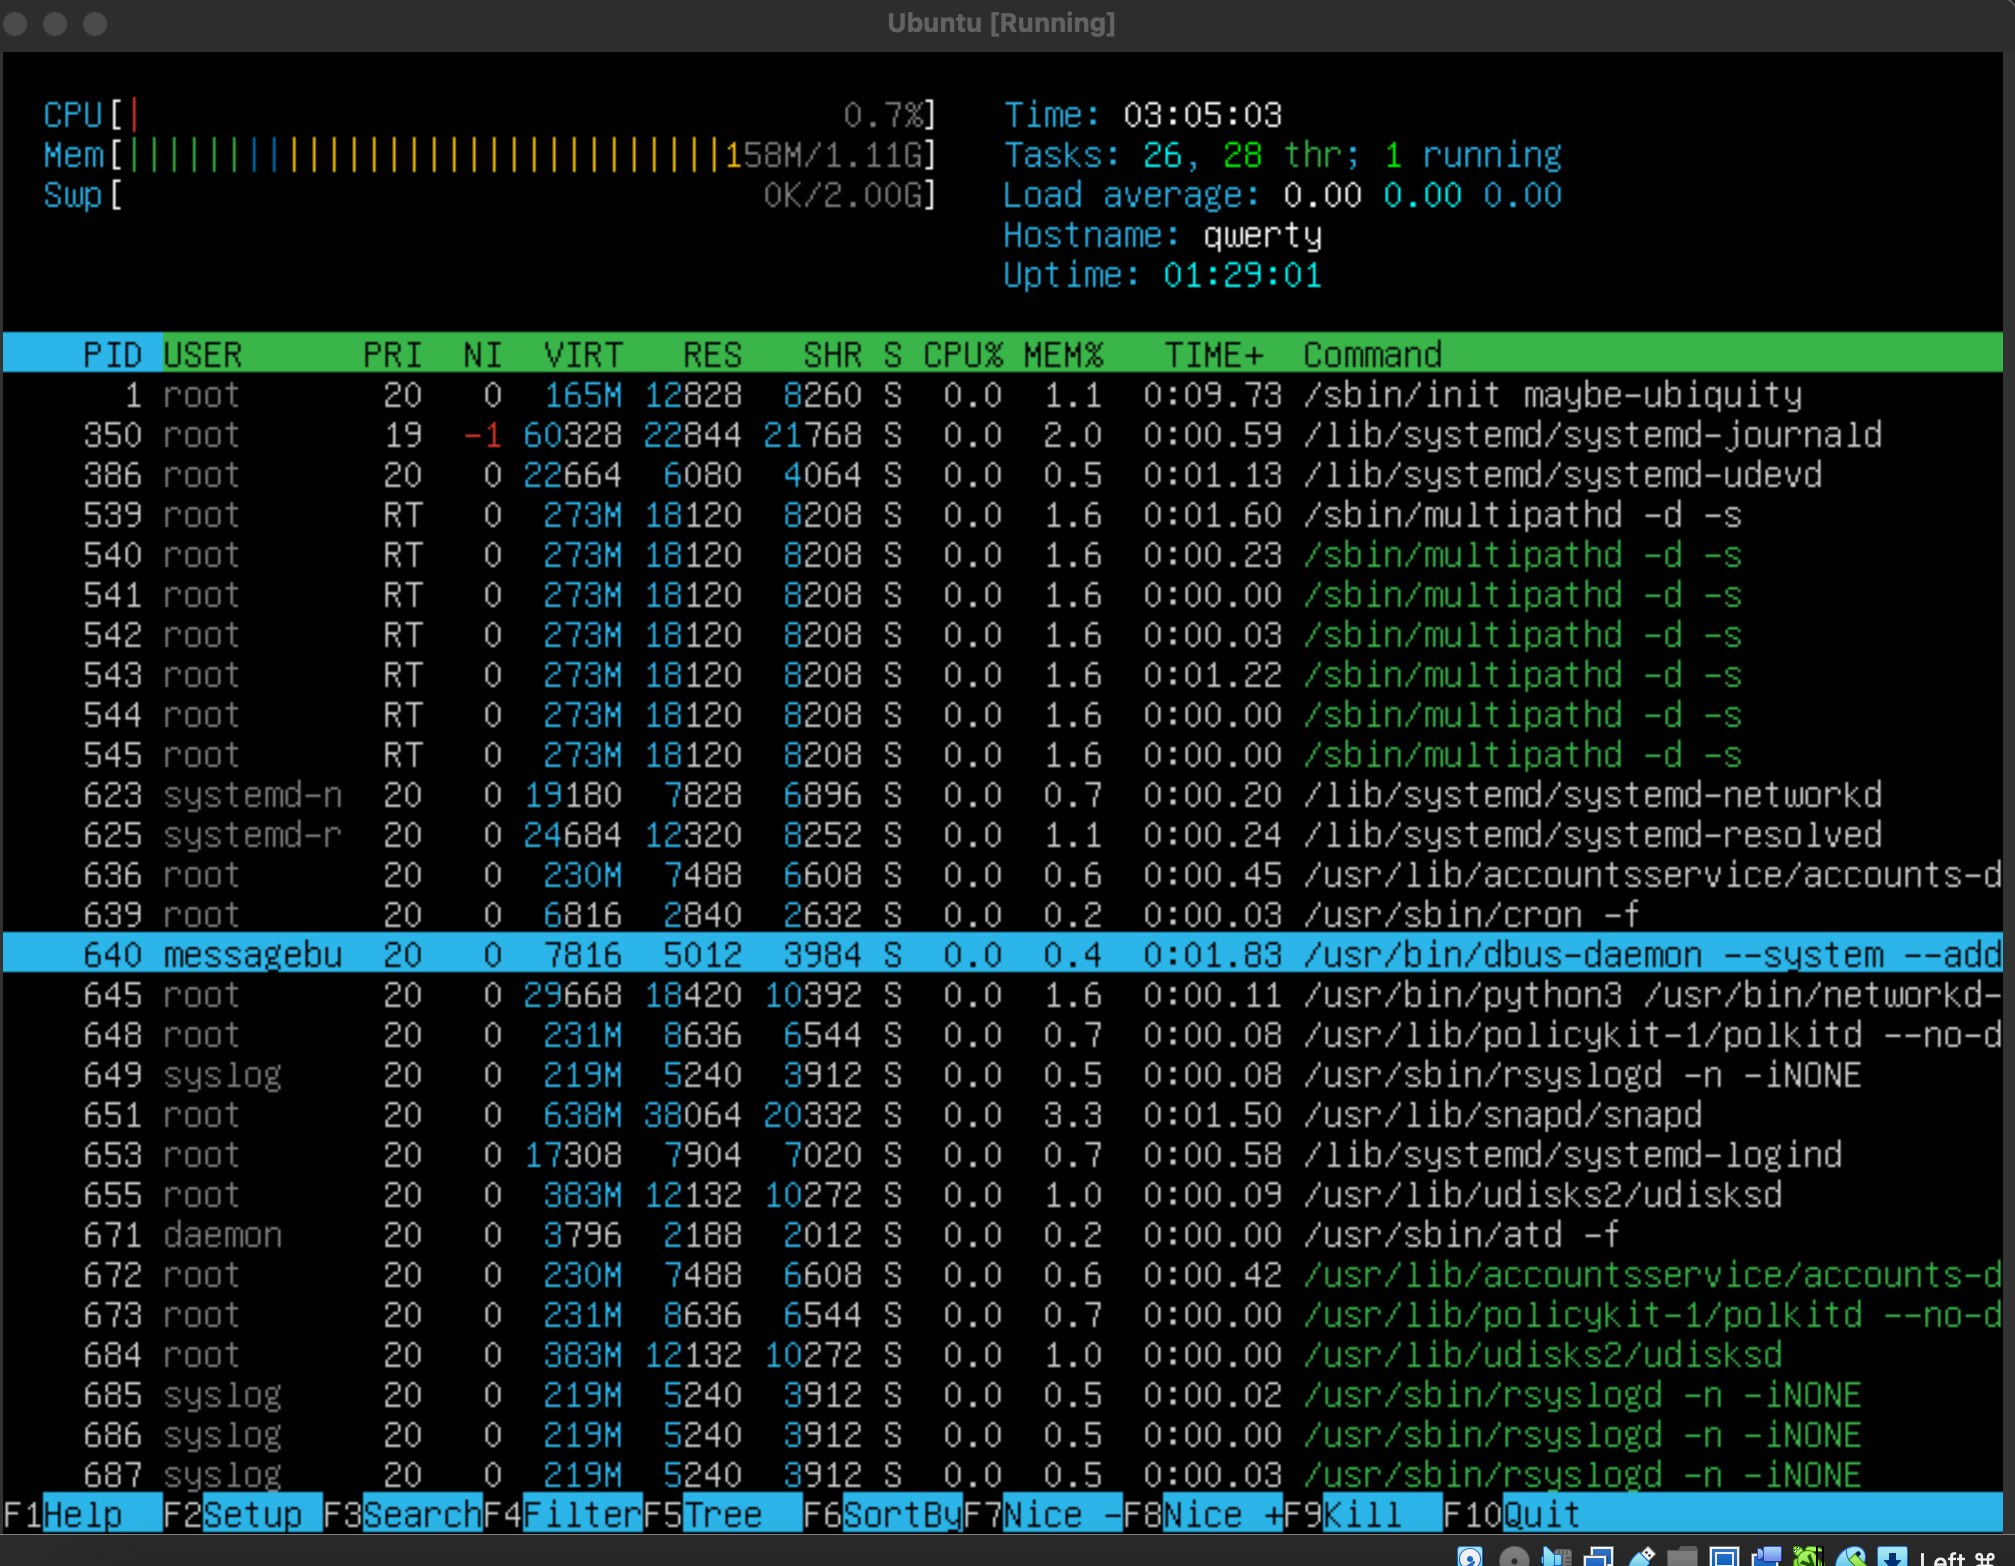 Ubuntu [Running]
CPU[| 0.7%] Time: 03:05:03
Mem[||||||||||||||||||||||||||||||158M/1.11G] Tasks: 26, 28 thr; 1 running
Swp[ 0K/2.00G] Load average: 0.00 0.00 0.00
Hostname: qwerty
Uptime: 01:29:01
PID USER PRI NI VIRT RES SHR S CPU% MEM% TIME+ Command
1 root 20 0 165M 12828 8260 S 0.0 1.1 0:09.73 /sbin/init maybe-ubiquity
350 root 19 -1 60328 22844 21768 S 0.0 2.0 0:00.59 /lib/systemd/systemd-journald
386 root 20 0 22664 6080 4064 S 0.0 0.5 0:01.13 /lib/systemd/systemd-udevd
539 root RT 0 273M 18120 8208 S 0.0 1.6 0:01.60 /sbin/multipathd -d -s
540 root RT 0 273M 18120 8208 S 0.0 1.6 0:00.23 /sbin/multipathd -d -s
541 root RT 0 273M 18120 8208 S 0.0 1.6 0:00.00 /sbin/multipathd -d -s
542 root RT 0 273M 18120 8208 S 0.0 1.6 0:00.03 /sbin/multipathd -d -s
543 root RT 0 273M 18120 8208 S 0.0 1.6 0:01.22 /sbin/multipathd -d -s
544 root RT 0 273M 18120 8208 S 0.0 1.6 0:00.00 /sbin/multipathd -d -s
545 root RT 0 273M 18120 8208 S 0.0 1.6 0:00.00 /sbin/multipathd -d -s
623 systemd-n 20 0 19180 7828 6896 S 0.0 0.7 0:00.20 /lib/systemd/systemd-networkd
625 systemd-r 20 0 24684 12320 8252 S 0.0 1.1 0:00.24 /lib/systemd/systemd-resolved
636 root 20 0 230M 7488 6608 S 0.0 0.6 0:00.45 /usr/lib/accountsservice/accounts-d
639 root 20 0 6816 2840 2632 S 0.0 0.2 0:00.03 /usr/sbin/cron -f
640 messagebu 20 0 7816 5012 3984 S 0.0 0.4 0:01.83 /usr/bin/dbus-daemon --system --add
645 root 20 0 29668 18420 10392 S 0.0 1.6 0:00.11 /usr/bin/python3 /usr/bin/networkd-
648 root 20 0 231M 8636 6544 S 0.0 0.7 0:00.08 /usr/lib/policykit-1/polkitd --no-d
649 syslog 20 0 219M 5240 3912 S 0.0 0.5 0:00.08 /usr/sbin/rsyslogd -n -iNONE
651 root 20 0 638M 38064 20332 S 0.0 3.3 0:01.50 /usr/lib/snapd/snapd
653 root 20 0 17308 7904 7020 S 0.0 0.7 0:00.58 /lib/systemd/systemd-logind
655 root 20 0 383M 12132 10272 S 0.0 1.0 0:00.09 /usr/lib/udisks2/udisksd
671 daemon 20 0 3796 2188 2012 S 0.0 0.2 0:00.00 /usr/sbin/atd -f
672 root 20 0 230M 7488 6608 S 0.0 0.6 0:00.42 /usr/lib/accountsservice/accounts-d
673 root 20 0 231M 8636 6544 S 0.0 0.7 0:00.00 /usr/lib/policykit-1/polkitd --no-d
684 root 20 0 383M 12132 10272 S 0.0 1.0 0:00.00 /usr/lib/udisks2/udisksd
685 syslog 20 0 219M 5240 3912 S 0.0 0.5 0:00.02 /usr/sbin/rsyslogd -n -iNONE
686 syslog 20 0 219M 5240 3912 S 0.0 0.5 0:00.00 /usr/sbin/rsyslogd -n -iNONE
687 syslog 20 0 219M 5240 3912 S 0.0 0.5 0:00.03 /usr/sbin/rsyslogd -n -iNONE
F1Help F2Setup F3Search F4Filter F5Tree F6SortBy F7Nice - F8Nice + F9Kill F10Quit
Left ⌘